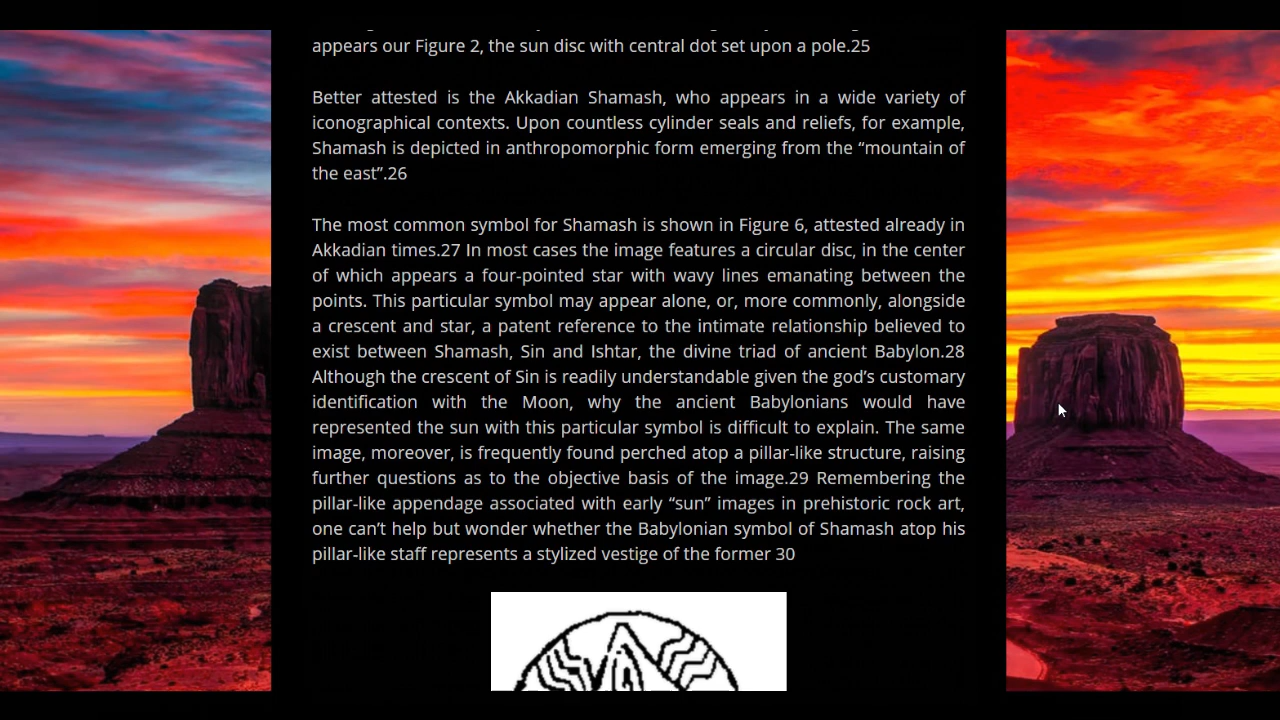 appears our Figure 2, the sun disc with central dot set upon a pole.25
Better attested is the Akkadian Shamash, who appears in a wide variety of
iconographical contexts. Upon countless cylinder seals and reliefs, for example,
Shamash is depicted in anthropomorphic form emerging from the “mountain of
the east”.26
The most common symbol for Shamash is shown in Figure 6, attested already in
Akkadian times.27 In most cases the image features a circular disc, in the center
of which appears a four-pointed star with wavy lines emanating between the
points. This particular symbol may appear alone, or, more commonly, alongside
a crescent and star, a patent reference to the intimate relationship believed to
exist between Shamash, Sin and Ishtar, the divine triad of ancient Babylon.28
Although the crescent of Sin is readily understandable given the god’s customary
identification with the Moon, why the ancient Babylonians would have
represented the sun with this particular symbol is difficult to explain. The same
image, moreover, is frequently found perched atop a pillar-like structure, raising
further questions as to the objective basis of the image.29 Remembering the
pillar-like appendage associated with early “sun” images in prehistoric rock art,
one can’t help but wonder whether the Babylonian symbol of Shamash atop his
pillar-like staff represents a stylized vestige of the former 30